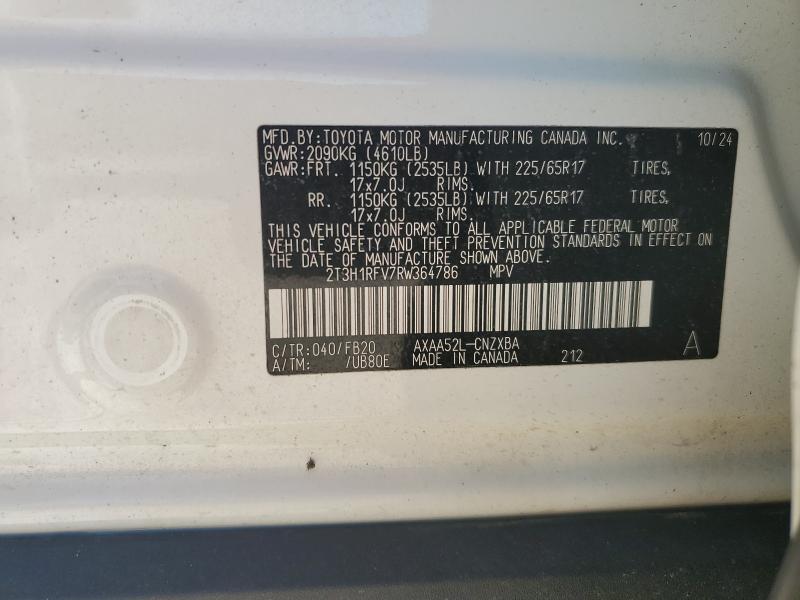 MFD.BY:TOYOTA MOTOR MANUFACTURING CANADA INC. 10/24
GVWR:2090KG (4610LB)
GAWR:FRT. 1150KG (2535LB) WITH 225/65R17 TIRES,
17x7.0J RIMS.
RR. 1150KG (2535LB) WITH 225/65R17 TIRES,
17x7.0J RIMS.
THIS VEHICLE CONFORMS TO ALL APPLICABLE FEDERAL MOTOR
VEHICLE SAFETY AND THEFT PREVENTION STANDARDS IN EFFECT ON
THE DATE OF MANUFACTURE SHOWN ABOVE.
2T3H1RFV7RW364786 MPV
C/TR:040/FB20 AXAA52L-CNZXBA
A/TM: /UB80E MADE IN CANADA 212 A